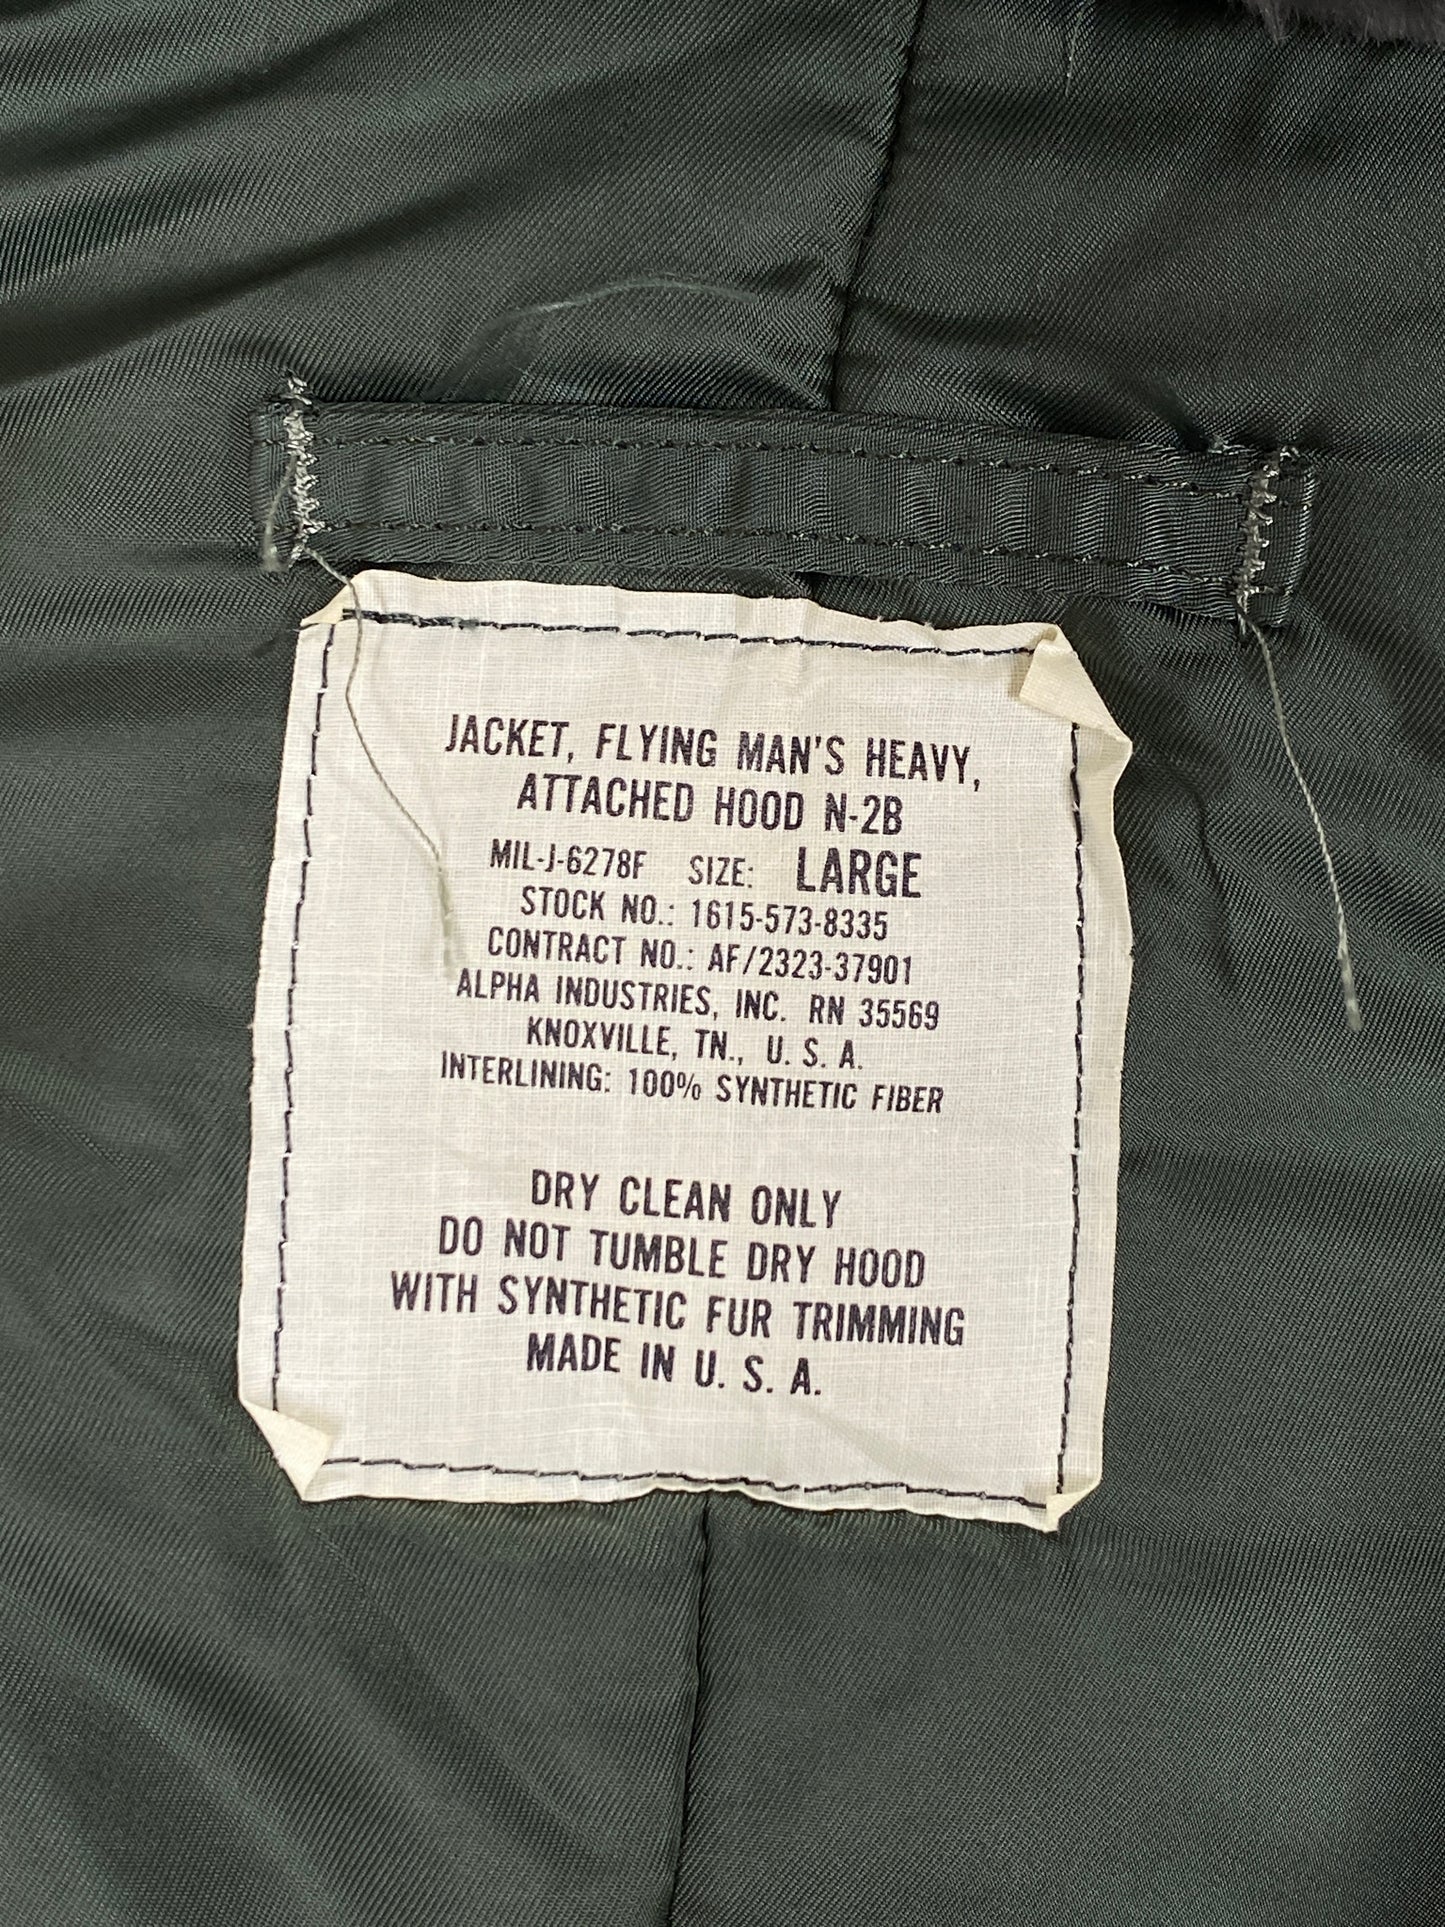 JACKET, FLYING MAN'S HEAVY,
ATTACHED HOOD N-2B
MIL-J-6278F SIZE: LARGE
STOCK NO.: 1615-573-8335
CONTRACT NO.: AF/2323-37901
ALPHA INDUSTRIES, INC. RN 35569
KNOXVILLE, TN., U. S. A.
INTERLINING: 100% SYNTHETIC FIBER
DRY CLEAN ONLY
DO NOT TUMBLE DRY HOOD
WITH SYNTHETIC FUR TRIMMING
MADE IN U. S. A.